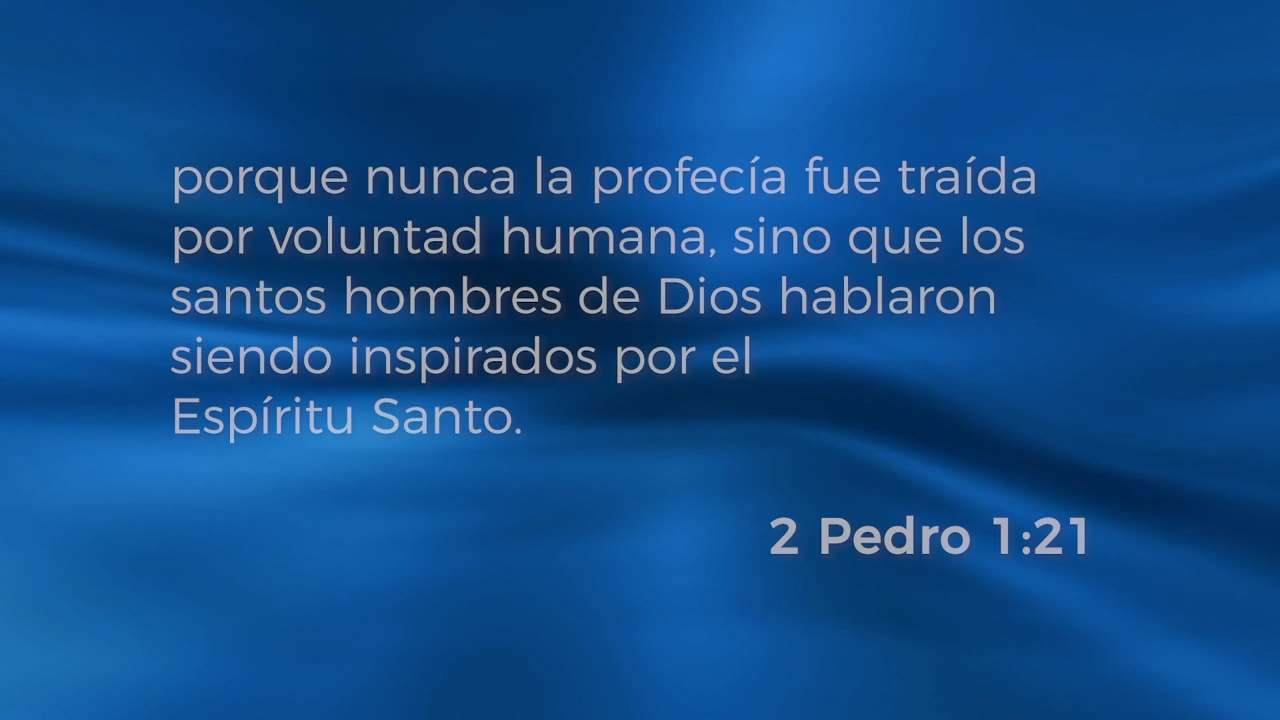 porque nunca la profecía fue traída
por voluntad humana, sino que los
santos hombres de Dios hablaron
siendo inspirados por el
Espíritu Santo.
2 Pedro 1:21